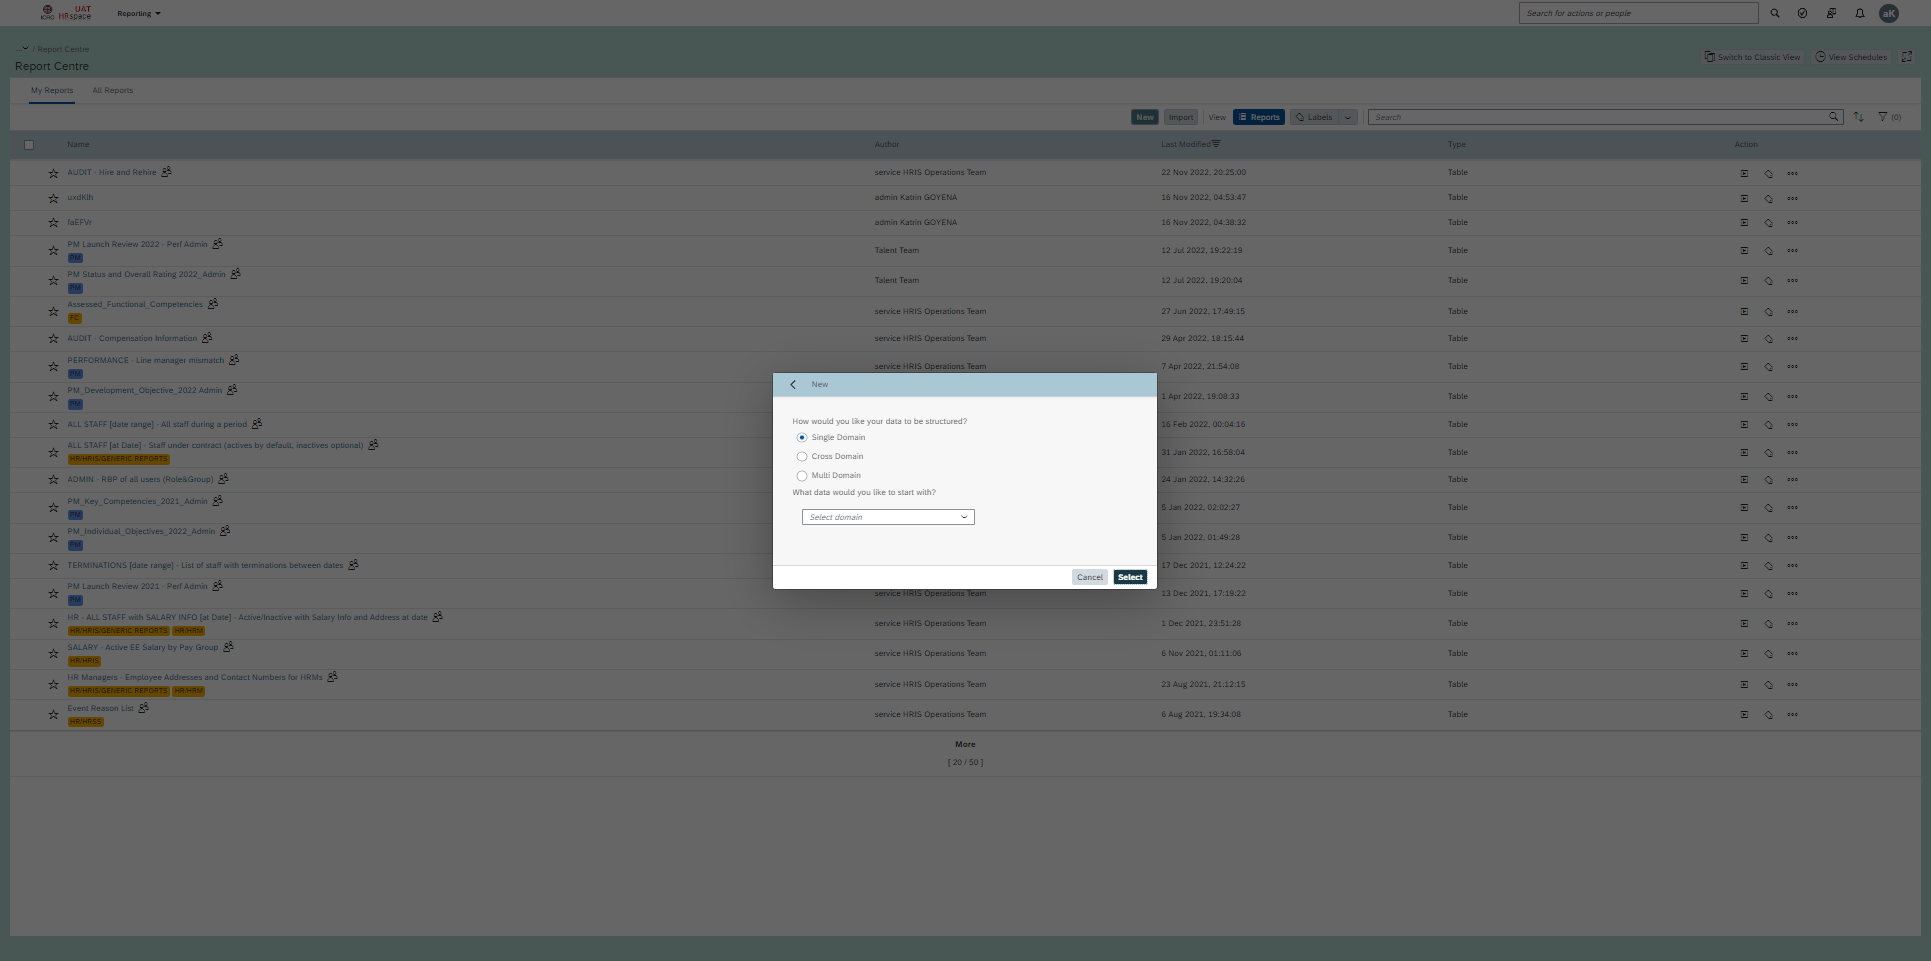 UAT
ICRC HRspace
Reporting
Search for actions or people
aK
... / Report Centre
Report Centre
Switch to Classic View
View Schedules
My Reports
All Reports
New
Import
View
Reports
Labels
Search
(0)
Name Author Last Modified Type Action
AUDIT - Hire and Rehire service HRIS Operations Team 22 Nov 2022, 20:25:00 Table
uxdKlh admin Katrin GOYENA 16 Nov 2022, 04:53:47 Table
faEFVr admin Katrin GOYENA 16 Nov 2022, 04:38:32 Table
PM Launch Review 2022 - Perf Admin Talent Team 12 Jul 2022, 19:22:19 Table
PM
PM Status and Overall Rating 2022_Admin Talent Team 12 Jul 2022, 19:20:04 Table
PM
Assessed_Functional_Competencies service HRIS Operations Team 27 Jun 2022, 17:49:15 Table
FC
AUDIT - Compensation Information service HRIS Operations Team 29 Apr 2022, 18:15:44 Table
PERFORMANCE - Line manager mismatch service HRIS Operations Team 7 Apr 2022, 21:54:08 Table
PM
PM_Development_Objective_2022 Admin 1 Apr 2022, 19:08:33 Table
PM
ALL STAFF [date range] - All staff during a period 16 Feb 2022, 00:04:16 Table
ALL STAFF [at Date] - Staff under contract (actives by default, inactives optional) 31 Jan 2022, 16:58:04 Table
HR/HRIS/GENERIC REPORTS
ADMIN - RBP of all users (Role&Group) 24 Jan 2022, 14:32:26 Table
PM_Key_Competencies_2021_Admin 5 Jan 2022, 02:02:27 Table
PM
PM_Individual_Objectives_2022_Admin 5 Jan 2022, 01:49:28 Table
PM
TERMINATIONS [date range] - List of staff with terminations between dates 17 Dec 2021, 12:24:22 Table
PM Launch Review 2021 - Perf Admin service HRIS Operations Team 13 Dec 2021, 17:19:22 Table
PM
HR - ALL STAFF with SALARY INFO [at Date] - Active/Inactive with Salary Info and Address at date service HRIS Operations Team 1 Dec 2021, 23:51:28 Table
HR/HRIS/GENERIC REPORTS HR/HRM
SALARY - Active EE Salary by Pay Group service HRIS Operations Team 6 Nov 2021, 01:11:06 Table
HR/HRIS
HR Managers - Employee Addresses and Contact Numbers for HRMs service HRIS Operations Team 23 Aug 2021, 21:12:15 Table
HR/HRIS/GENERIC REPORTS HR/HRM
Event Reason List service HRIS Operations Team 6 Aug 2021, 19:34:08 Table
HR/HRSS
More
[ 20 / 50 ]
New
How would you like your data to be structured?
Single Domain
Cross Domain
Multi Domain
What data would you like to start with?
Select domain
Cancel
Select